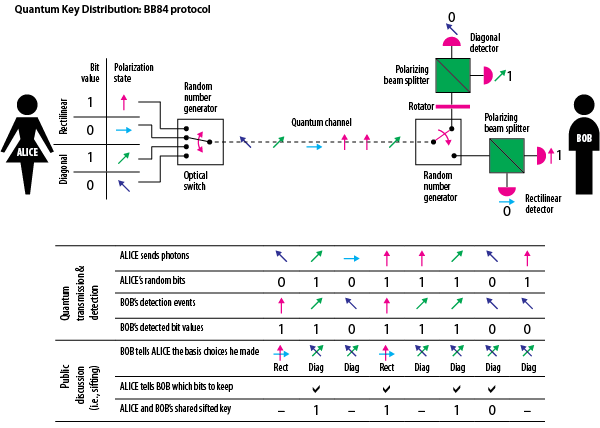 Quantum Key Distribution: BB84 protocol
Bit value
Polarization state
Rectilinear
Diagonal
1
0
1
0
ALICE
Random number generator
Optical switch
Quantum channel
0
Diagonal detector
Polarizing beam splitter
1
Rotator
Random number generator
Polarizing beam splitter
1
0
Rectilinear detector
BOB
Quantum transmission & detection
ALICE sends photons
ALICE's random bits 0 1 0 1 1 1 0 1
BOB's detection events
BOB's detected bit values 1 1 0 1 1 1 0 0
Public discussion (i.e., sifting)
BOB tells ALICE the basis choices he made
Rect Diag Diag Rect Diag Diag Diag Diag
ALICE tells BOB which bits to keep ✓ ✓ ✓ ✓
ALICE and BOB's shared sifted key – 1 – 1 – 1 0 –